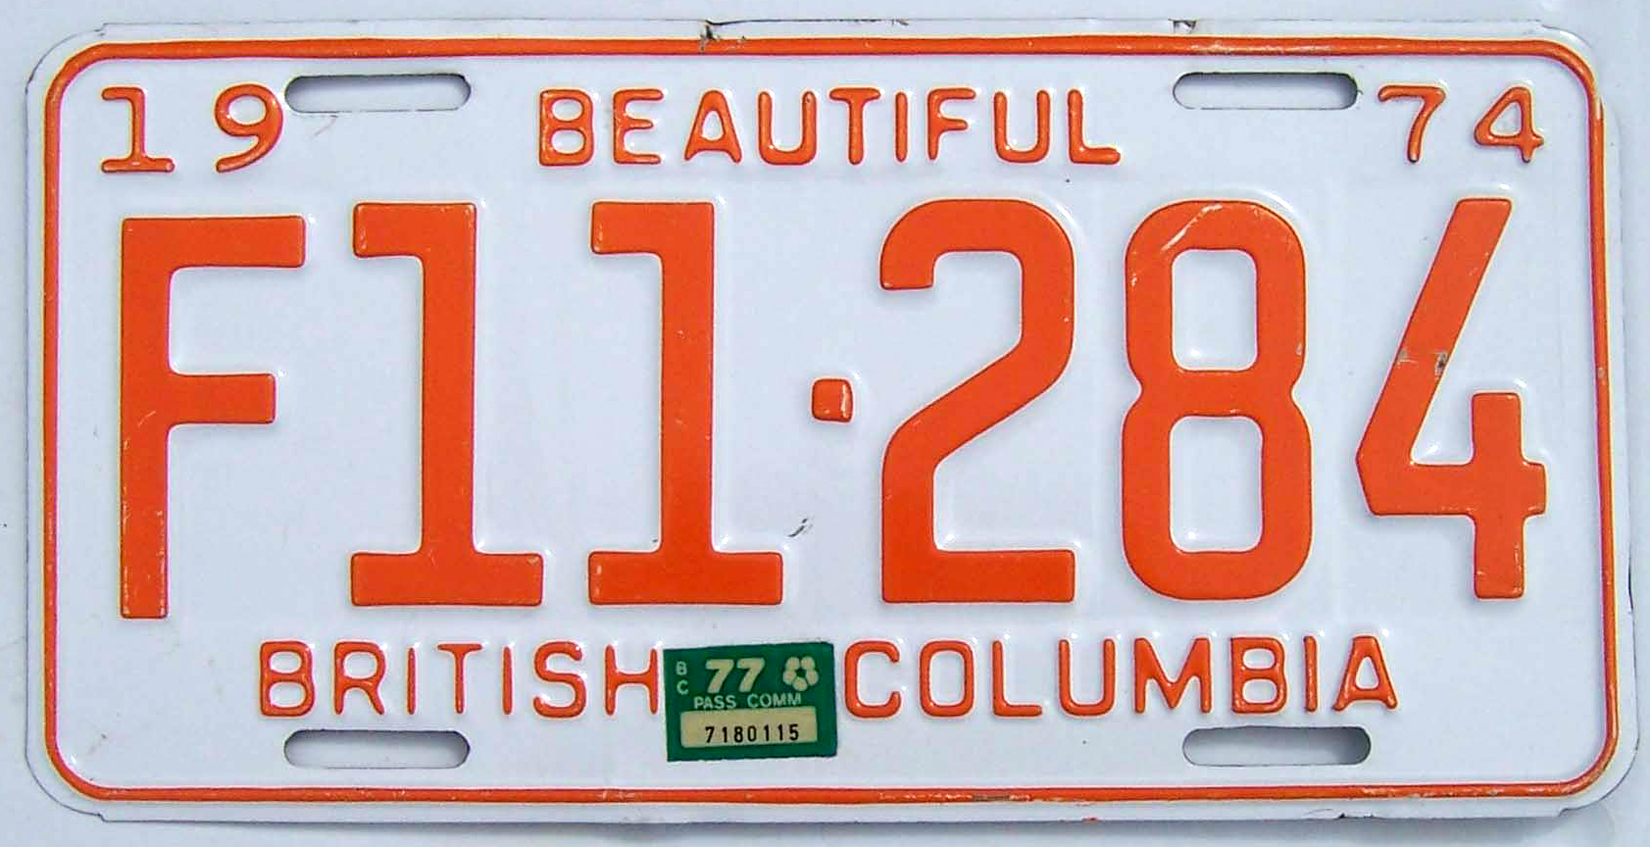 19 BEAUTIFUL 74
F11·284
BRITISH COLUMBIA
BC 77
PASS COMM
7180115